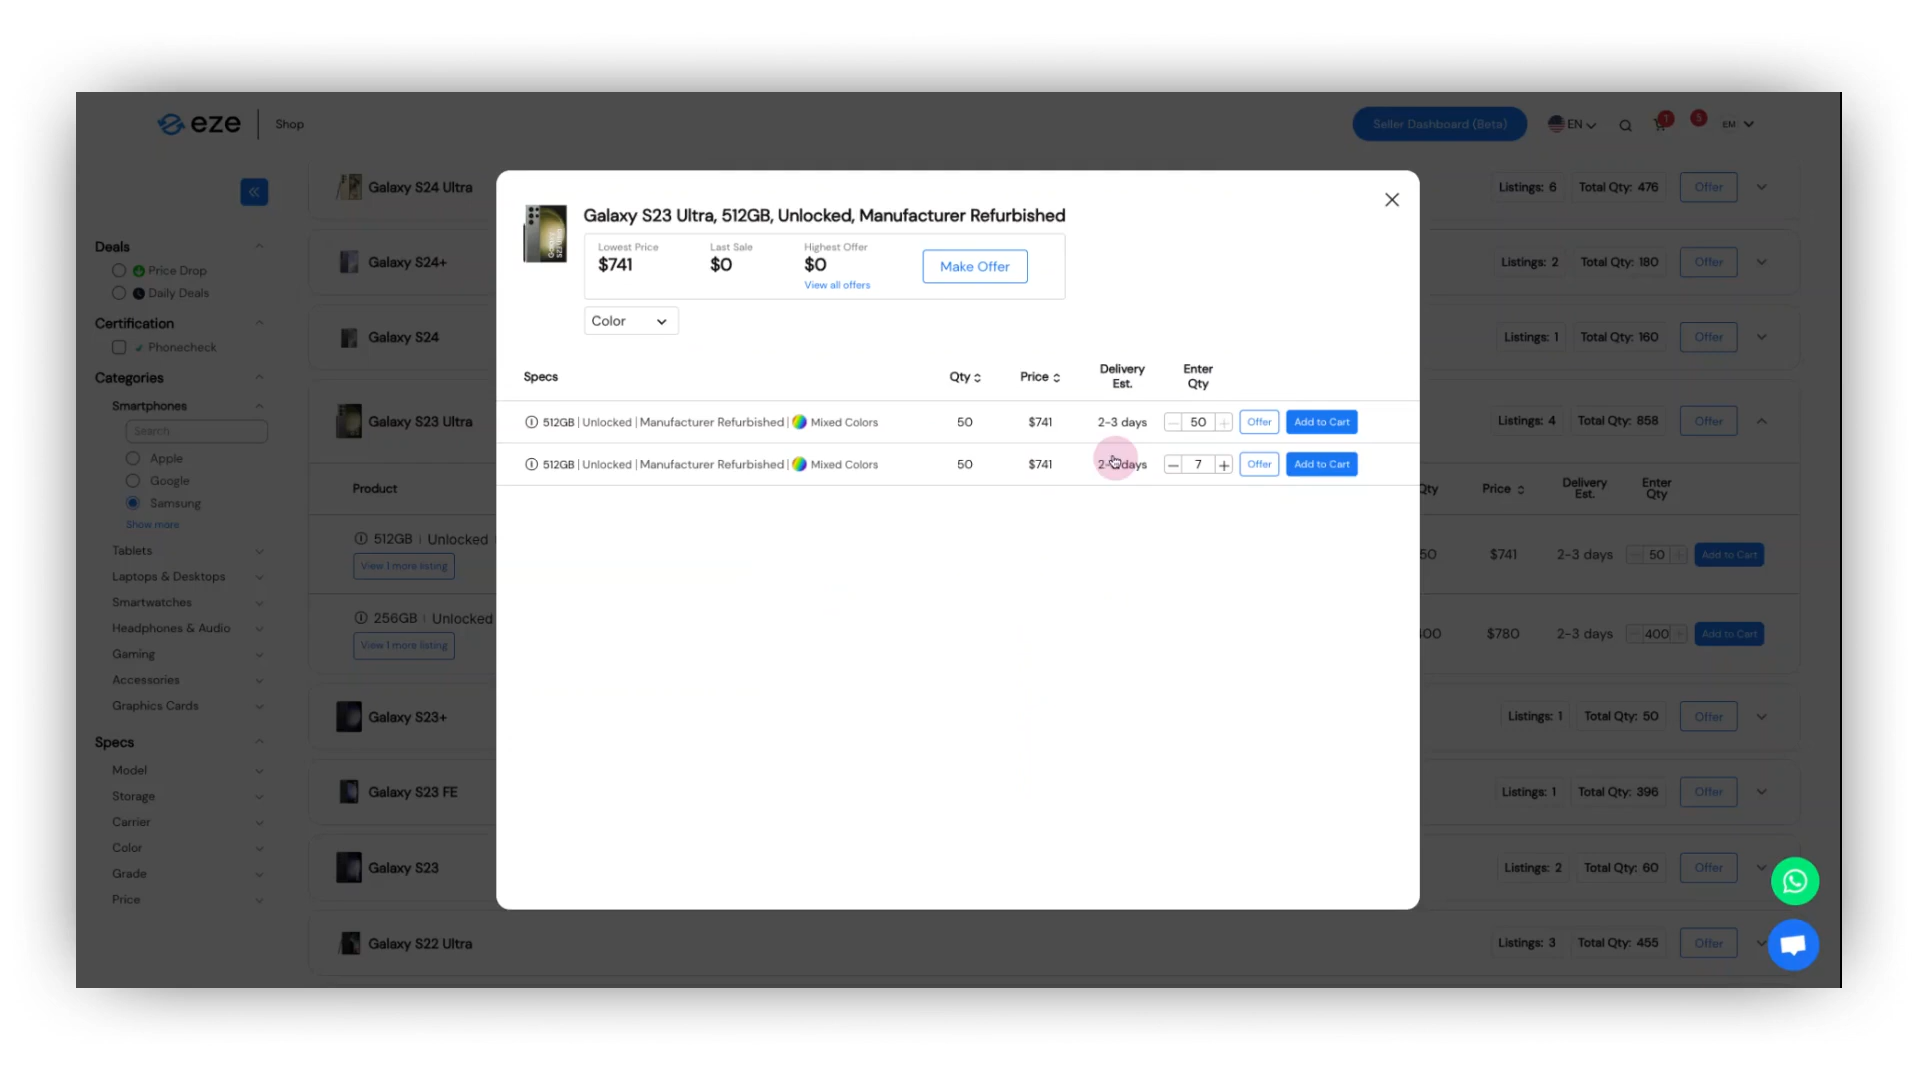 eze
Shop
Seller Dashboard (Beta)
EN
1
5
EM
Deals
Price Drop
Daily Deals
Certification
Phonecheck
Categories
Smartphones
Search
Apple
Google
Samsung
Show more
Tablets
Laptops & Desktops
Smartwatches
Headphones & Audio
Gaming
Accessories
Graphics Cards
Specs
Model
Storage
Carrier
Color
Grade
Price
Galaxy S24 Ultra
Listings: 6 Total Qty: 476 Offer
Galaxy S24+
Listings: 2 Total Qty: 180 Offer
Galaxy S24
Listings: 1 Total Qty: 160 Offer
Galaxy S23 Ultra
Listings: 4 Total Qty: 858 Offer
Product
Qty Price Delivery Est. Enter Qty
512GB | Unlocked
View 1 more listing
50 $741 2-3 days 50 Add to Cart
256GB | Unlocked
View 1 more listing
$780 2-3 days 400 Add to Cart
Galaxy S23+
Listings: 1 Total Qty: 50 Offer
Galaxy S23 FE
Listings: 1 Total Qty: 396 Offer
Galaxy S23
Listings: 2 Total Qty: 60 Offer
Galaxy S22 Ultra
Listings: 3 Total Qty: 455 Offer
Galaxy S23 Ultra, 512GB, Unlocked, Manufacturer Refurbished
Lowest Price Last Sale Highest Offer
$741 $0 $0
View all offers
Make Offer
Color
Specs Qty Price Delivery Est. Enter Qty
512GB | Unlocked | Manufacturer Refurbished | Mixed Colors 50 $741 2-3 days 50 Offer Add to Cart
512GB | Unlocked | Manufacturer Refurbished | Mixed Colors 50 $741 2-3 days 7 Offer Add to Cart